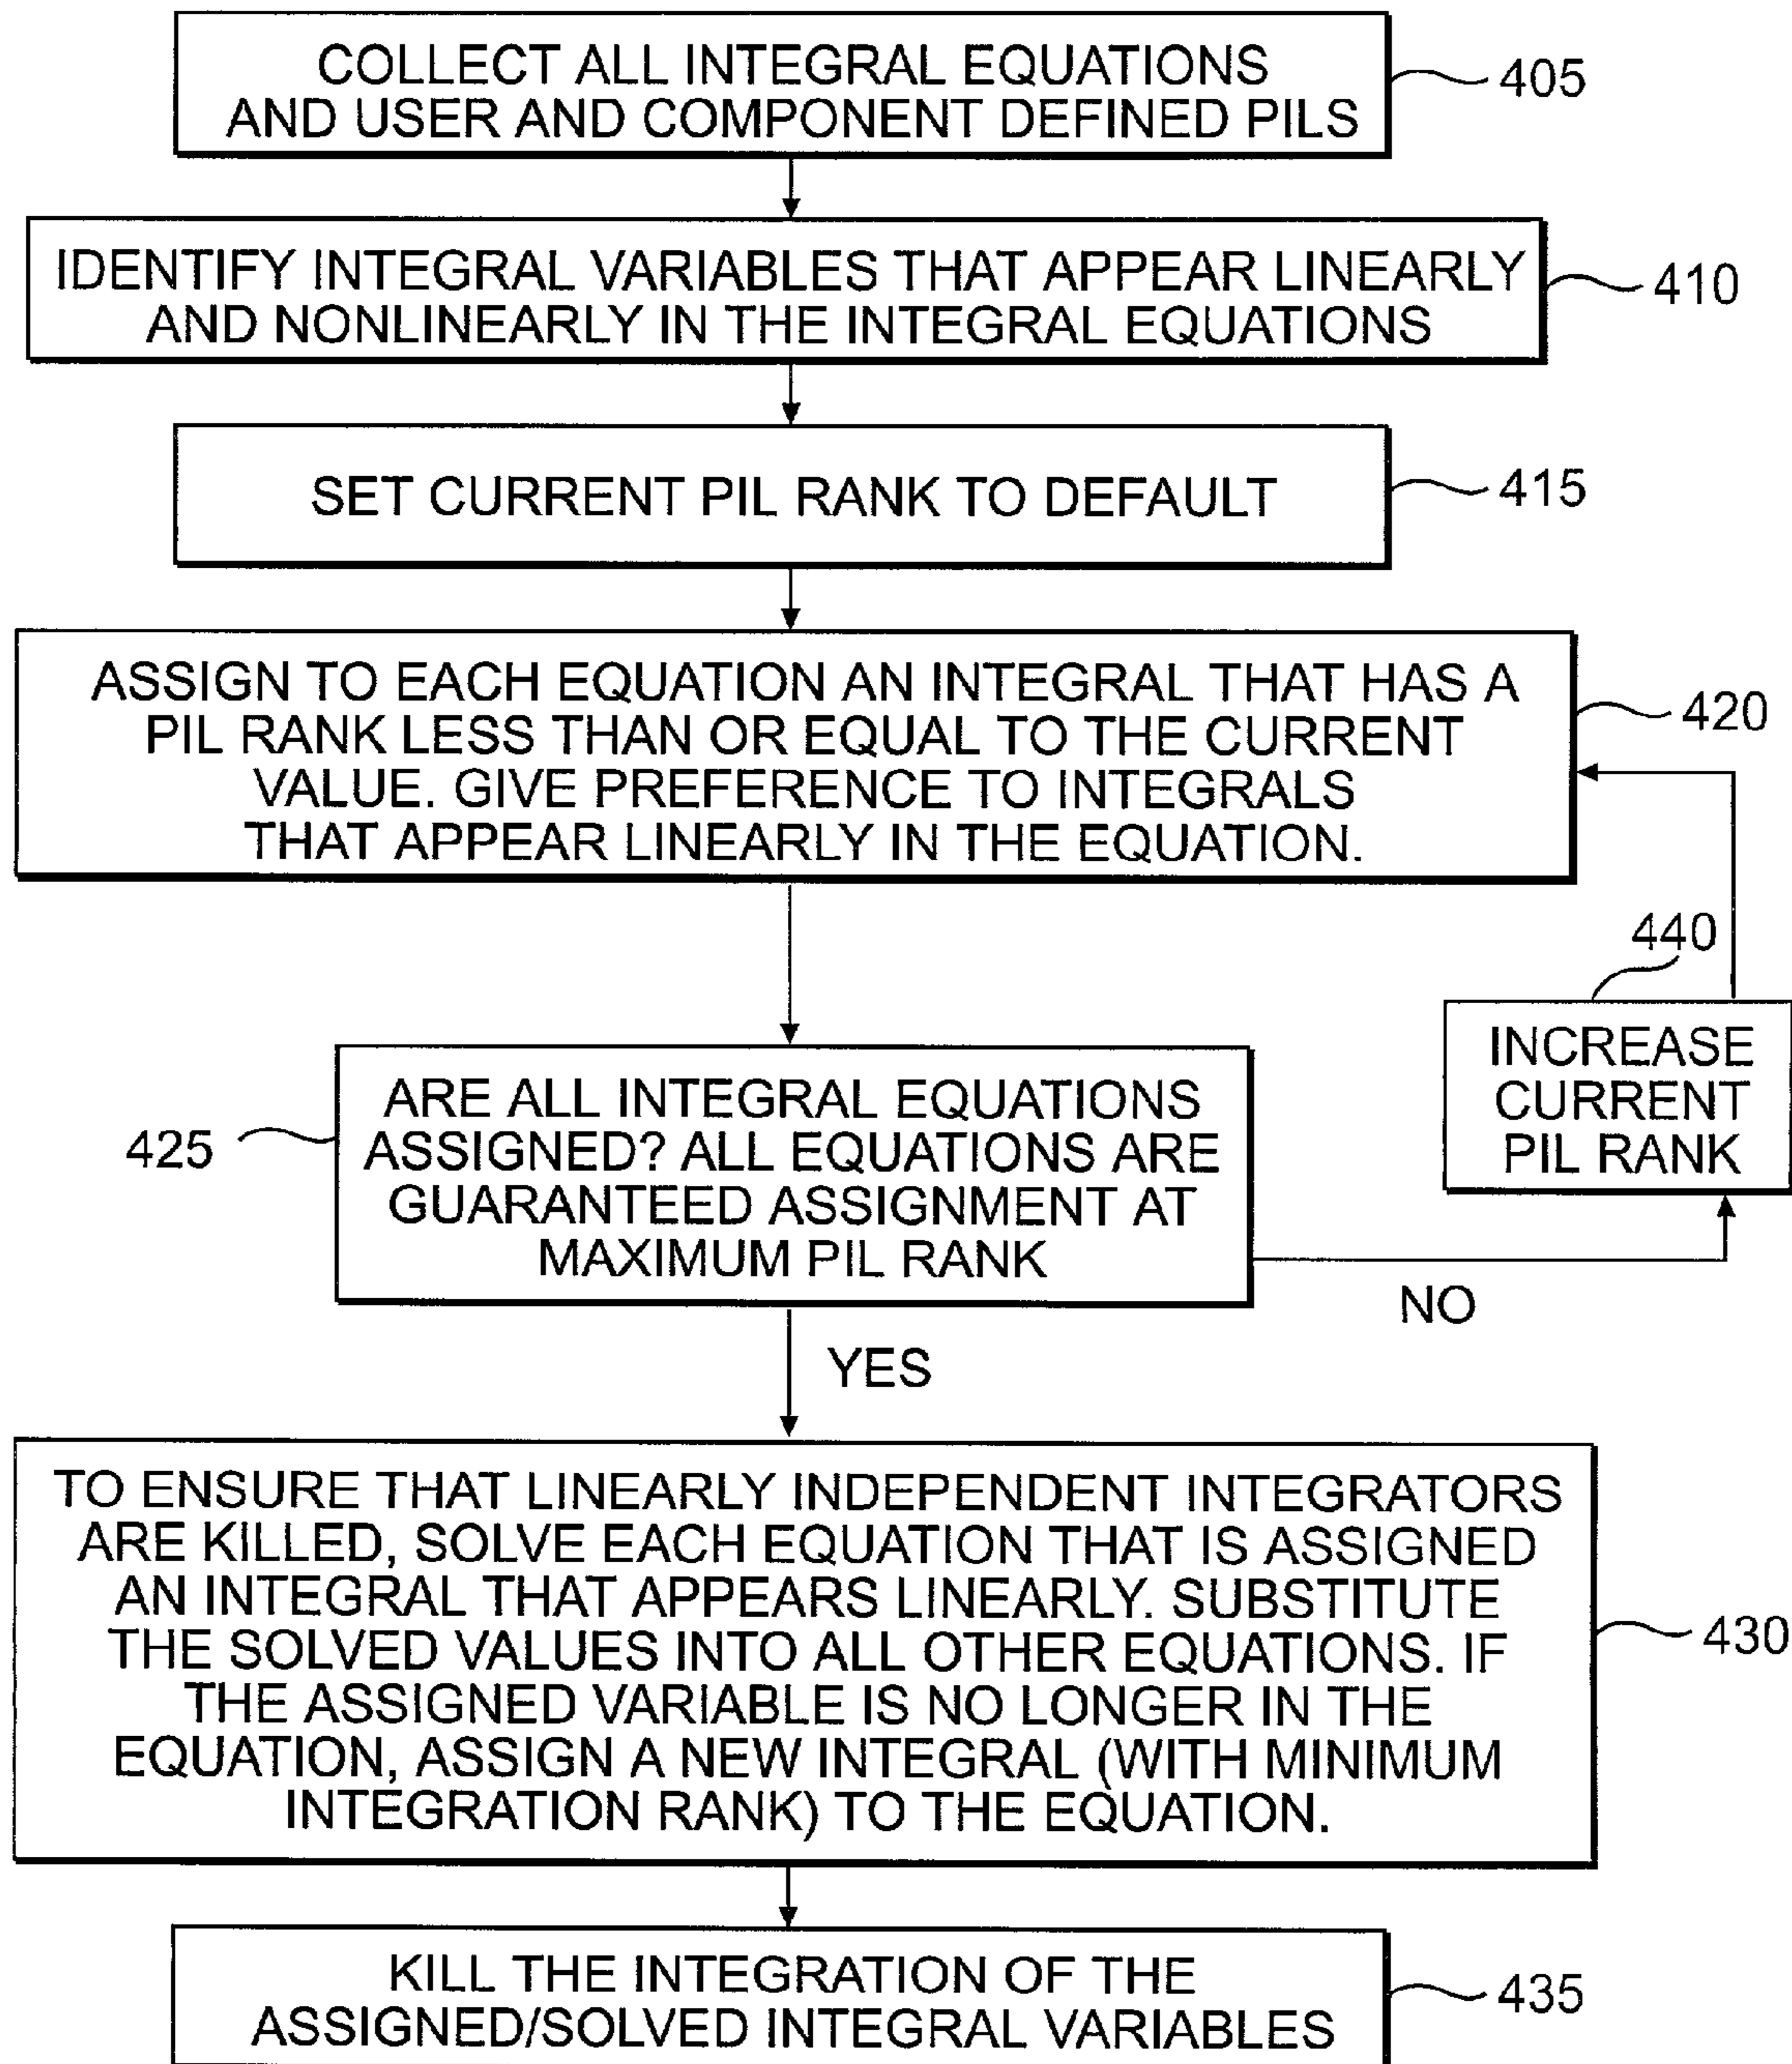 COLLECT ALL INTEGRAL EQUATIONS
AND USER AND COMPONENT DEFINED PILS
405
IDENTIFY INTEGRAL VARIABLES THAT APPEAR LINEARLY
AND NONLINEARLY IN THE INTEGRAL EQUATIONS
410
SET CURRENT PIL RANK TO DEFAULT
415
ASSIGN TO EACH EQUATION AN INTEGRAL THAT HAS A
PIL RANK LESS THAN OR EQUAL TO THE CURRENT
VALUE. GIVE PREFERENCE TO INTEGRALS
THAT APPEAR LINEARLY IN THE EQUATION.
420
440
INCREASE
CURRENT
PIL RANK
ARE ALL INTEGRAL EQUATIONS
ASSIGNED? ALL EQUATIONS ARE
GUARANTEED ASSIGNMENT AT
MAXIMUM PIL RANK
425
NO
YES
TO ENSURE THAT LINEARLY INDEPENDENT INTEGRATORS
ARE KILLED, SOLVE EACH EQUATION THAT IS ASSIGNED
AN INTEGRAL THAT APPEARS LINEARLY. SUBSTITUTE
THE SOLVED VALUES INTO ALL OTHER EQUATIONS. IF
THE ASSIGNED VARIABLE IS NO LONGER IN THE
EQUATION, ASSIGN A NEW INTEGRAL (WITH MINIMUM
INTEGRATION RANK) TO THE EQUATION.
430
KILL THE INTEGRATION OF THE
ASSIGNED/SOLVED INTEGRAL VARIABLES
435